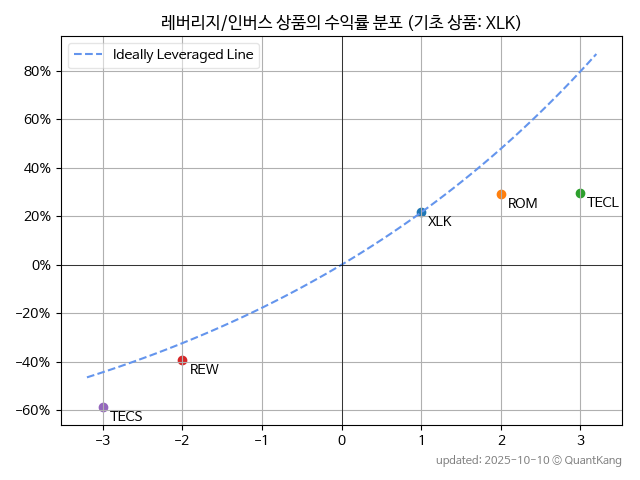 레버리지/인버스 상품의 수익률 분포 (기초 상품: XLK)
Ideally Leveraged Line
80%
60%
40%
20%
0%
−20%
−40%
−60%
TECL
ROM
XLK
REW
TECS
−3 −2 −1 0 1 2 3
updated: 2025-10-10 © QuantKang